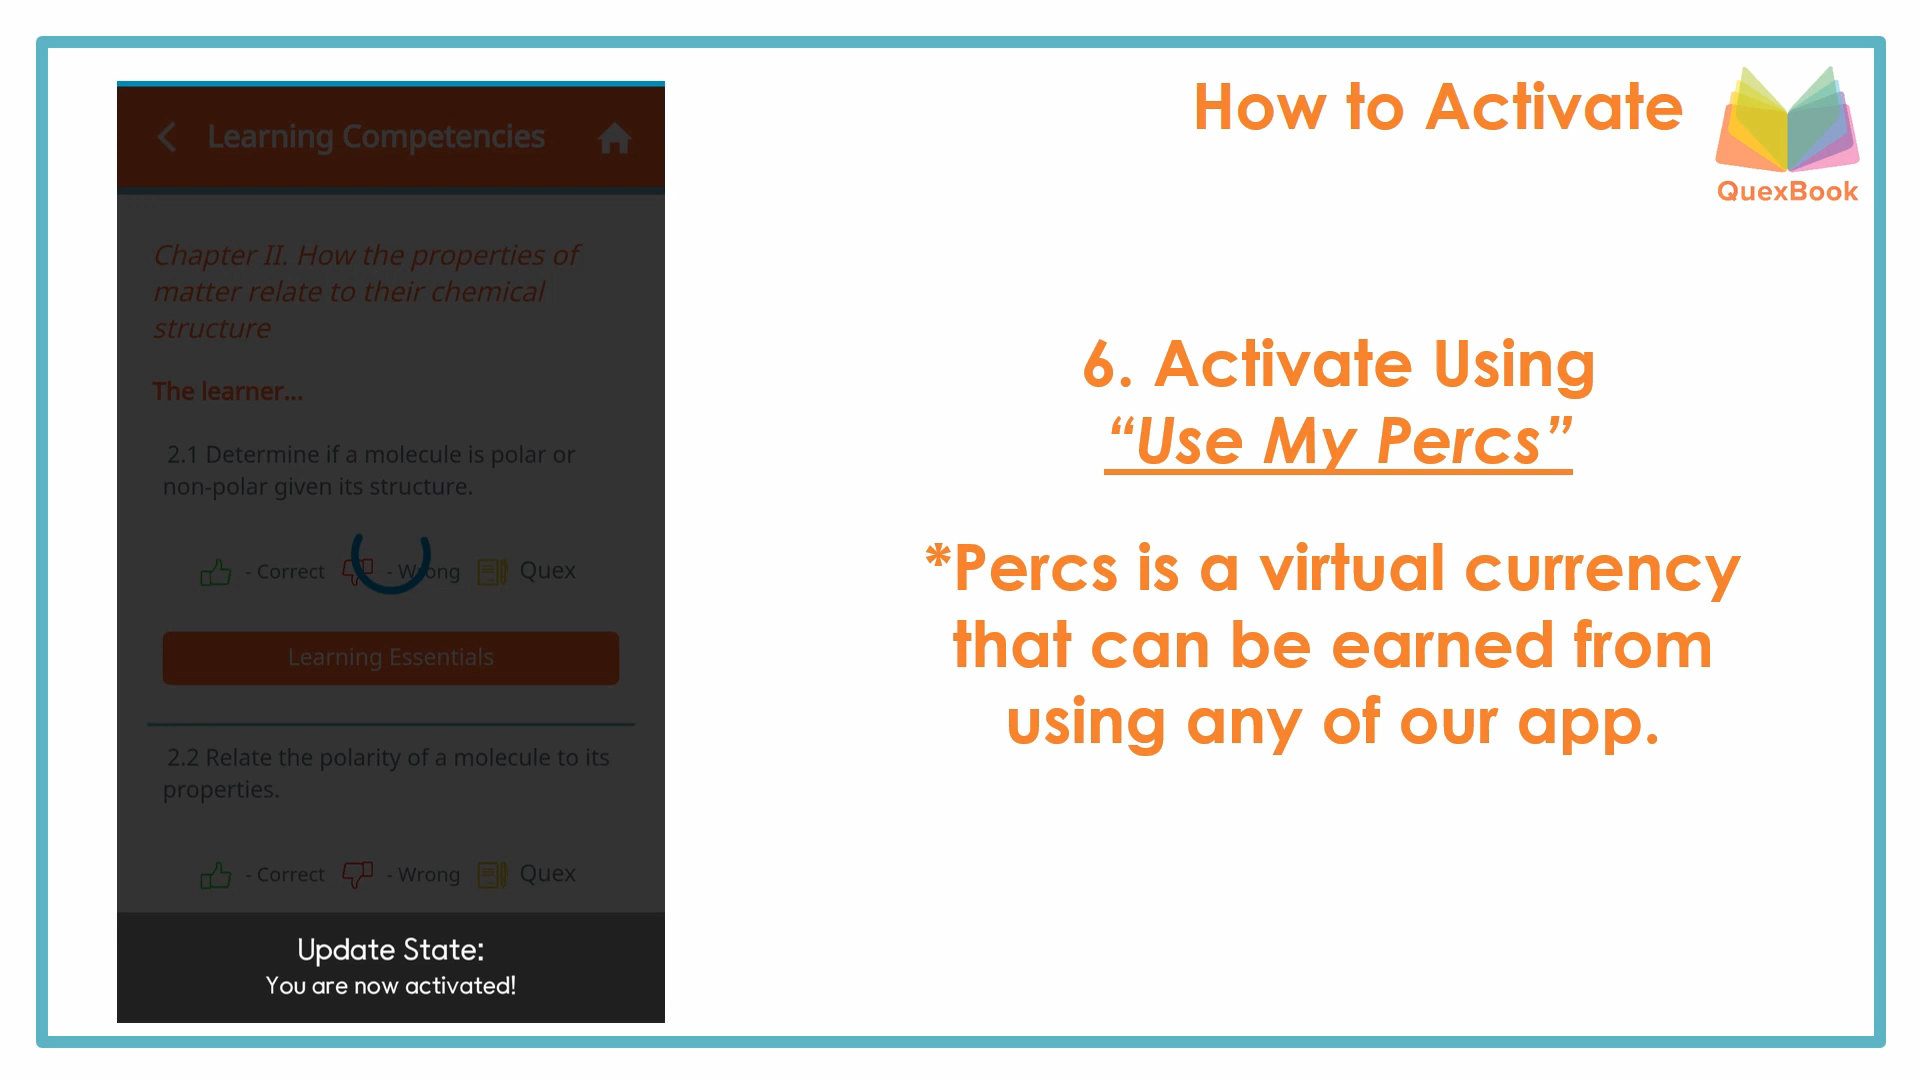 Learning Competencies
Chapter II. How the properties of
matter relate to their chemical
structure
The learner...
2.1 Determine if a molecule is polar or
non-polar given its structure.
- Correct - Wrong Quex
Learning Essentials
2.2 Relate the polarity of a molecule to its
properties.
- Correct - Wrong Quex
Update State:
You are now activated!
How to Activate
QuexBook
6. Activate Using
“Use My Percs”
*Percs is a virtual currency
that can be earned from
using any of our app.